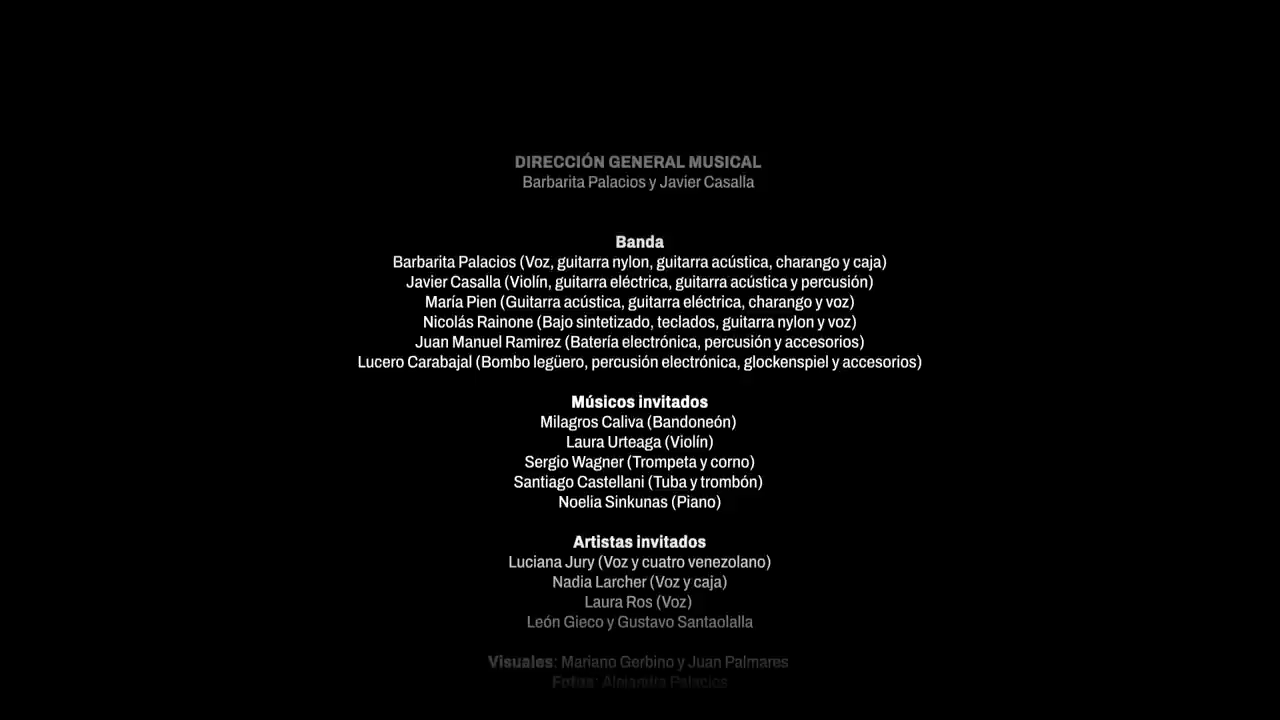 DIRECCIÓN GENERAL MUSICAL
Barbarita Palacios y Javier Casalla
Banda
Barbarita Palacios (Voz, guitarra nylon, guitarra acústica, charango y caja)
Javier Casalla (Violín, guitarra eléctrica, guitarra acústica y percusión)
María Pien (Guitarra acústica, guitarra eléctrica, charango y voz)
Nicolás Rainone (Bajo sintetizado, teclados, guitarra nylon y voz)
Juan Manuel Ramirez (Batería electrónica, percusión y accesorios)
Lucero Carabajal (Bombo legüero, percusión electrónica, glockenspiel y accesorios)
Músicos invitados
Milagros Caliva (Bandoneón)
Laura Urteaga (Violín)
Sergio Wagner (Trompeta y corno)
Santiago Castellani (Tuba y trombón)
Noelia Sinkunas (Piano)
Artistas invitados
Luciana Jury (Voz y cuatro venezolano)
Nadia Larcher (Voz y caja)
Laura Ros (Voz)
León Gieco y Gustavo Santaolalla
Visuales: Mariano Gerbino y Juan Palmares
Fotos: Alejandra Palacios